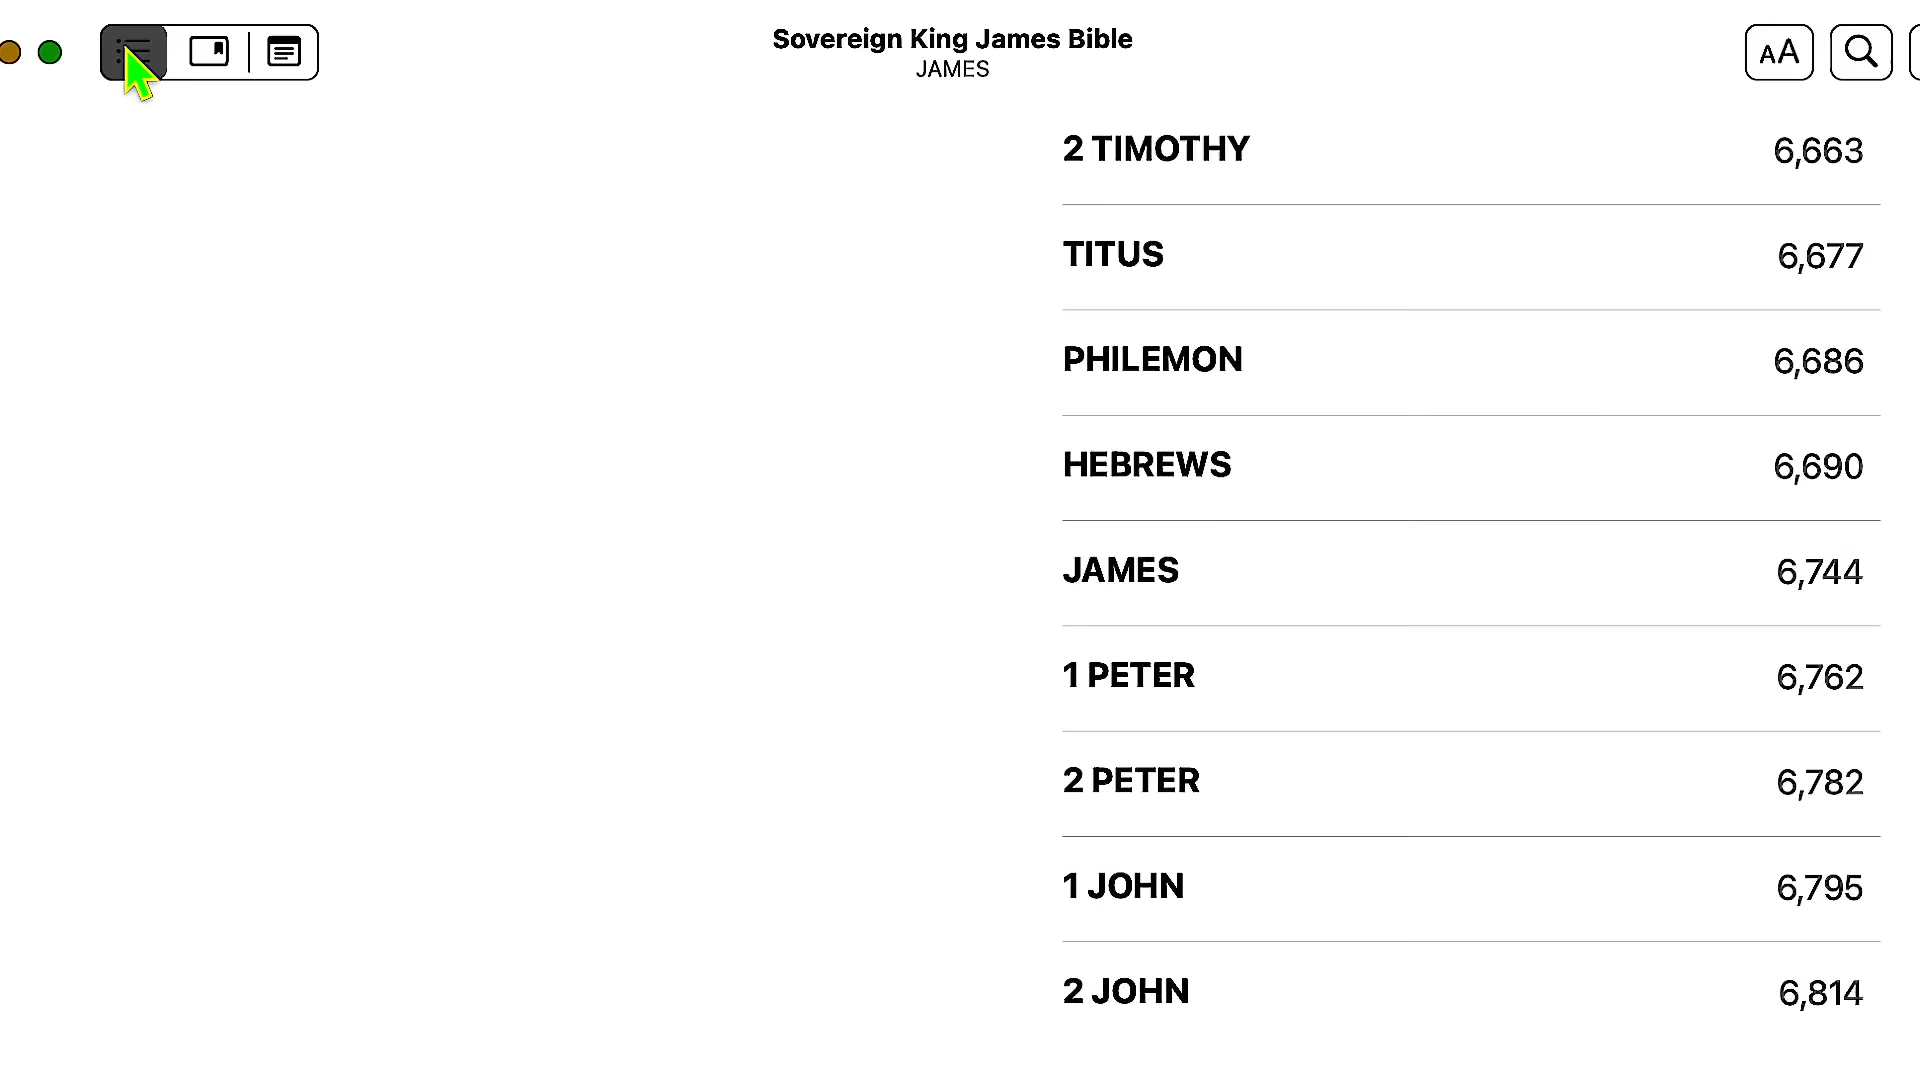 Sovereign King James Bible
JAMES
AA
2 TIMOTHY 6,663
TITUS 6,677
PHILEMON 6,686
HEBREWS 6,690
JAMES 6,744
1 PETER 6,762
2 PETER 6,782
1 JOHN 6,795
2 JOHN 6,814